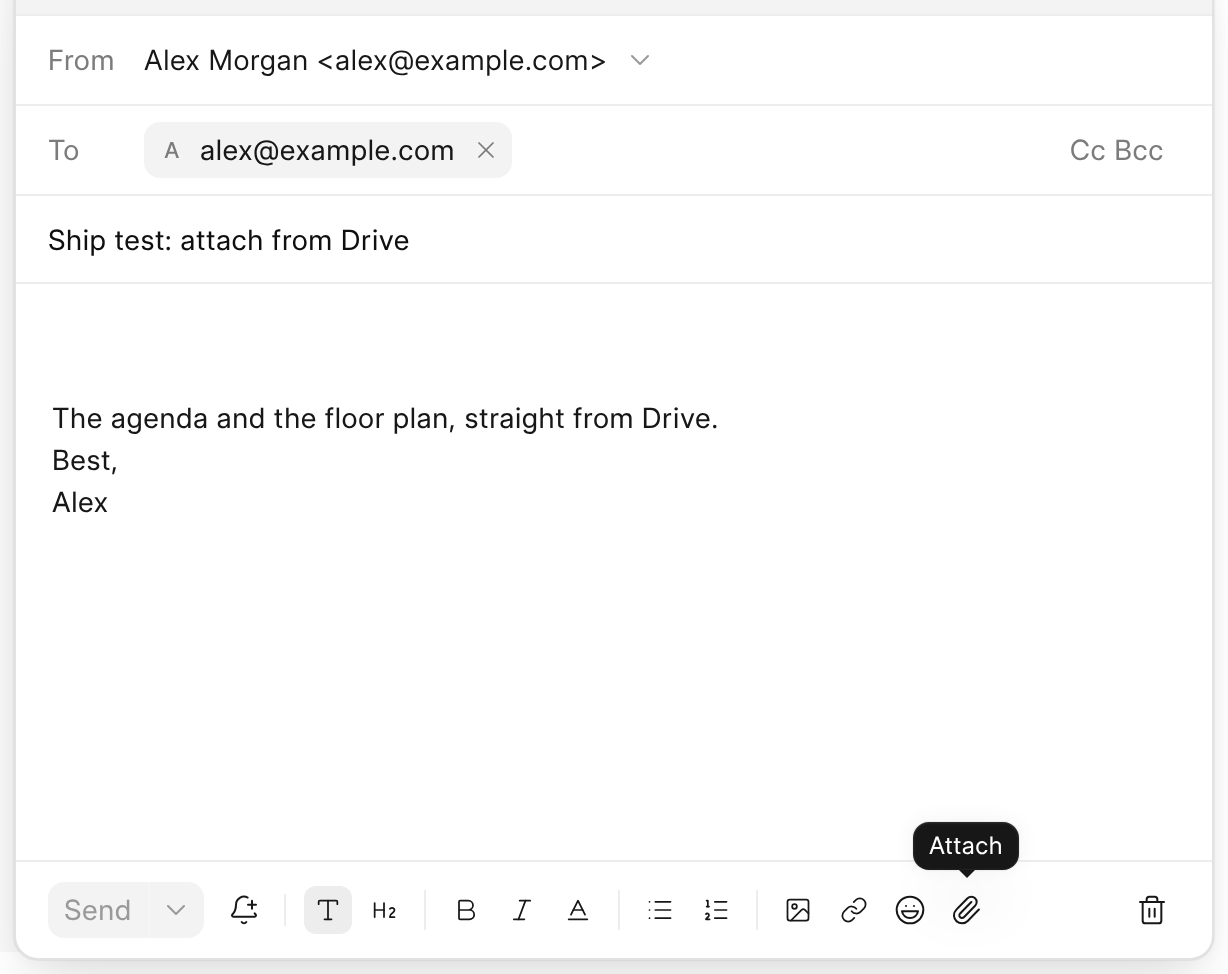 From Alex Morgan <alex@example.com>
To A alex@example.com Cc Bcc
Ship test: attach from Drive
The agenda and the floor plan, straight from Drive.
Best,
Alex
Attach
Send T H2 B I A